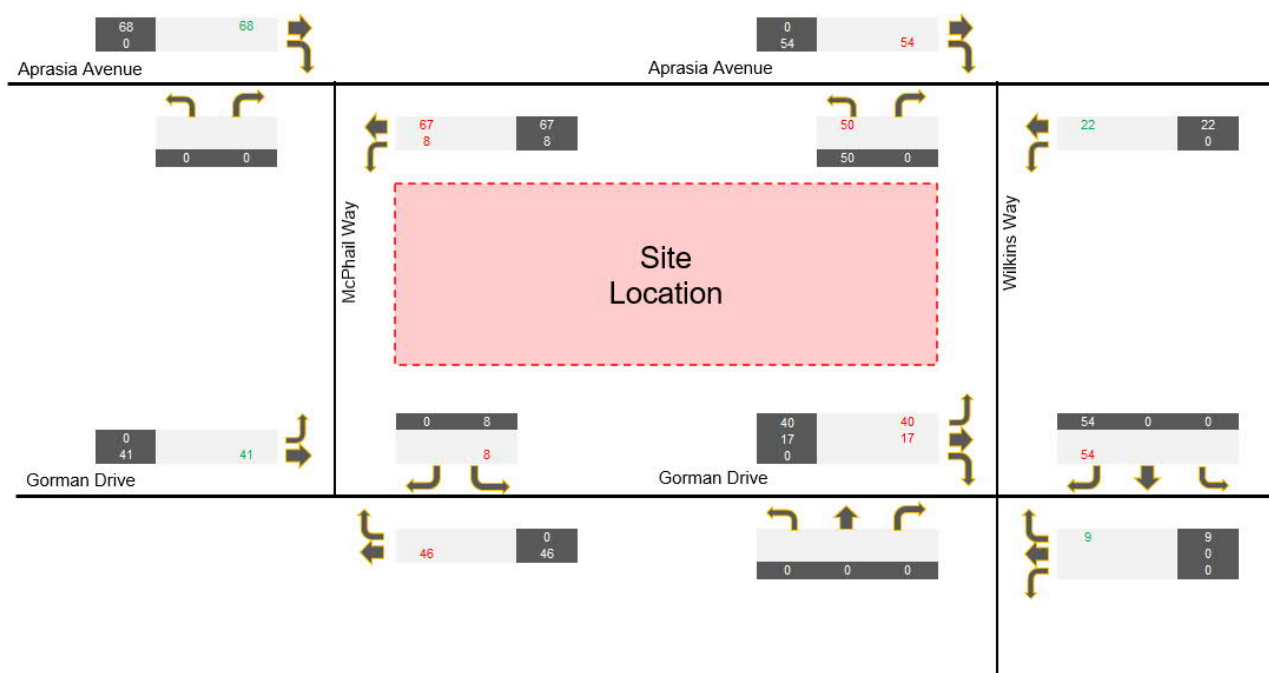 68 68
0
0
54 54
Aprasia Avenue
Aprasia Avenue
67 67
8 8
50
50 0
22 22
0
0 0
McPhail Way
Site
Location
Wilkins Way
0
41 41
0 8
8
40 40
17 17
0
54 0 0
54
Gorman Drive
Gorman Drive
0
46 46
0 0 0
9 9
0
0